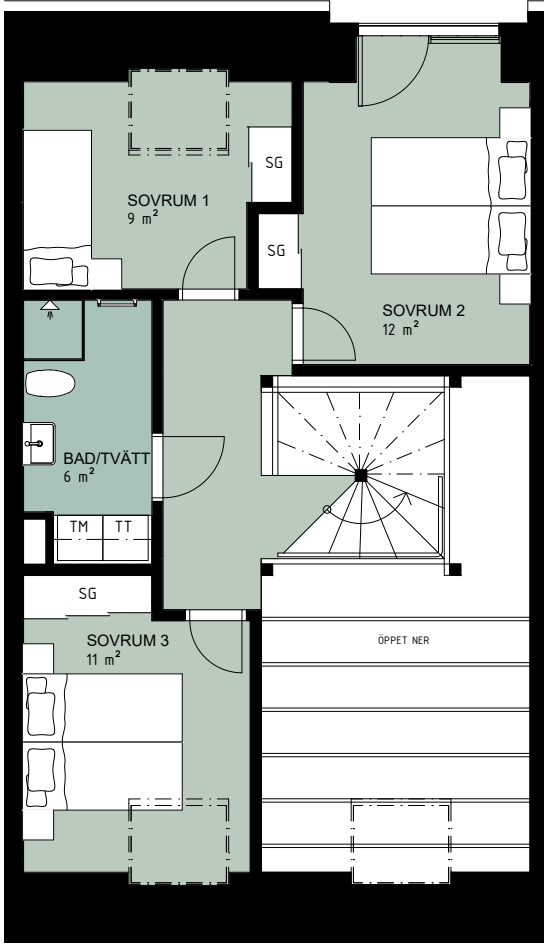 SG
SOVRUM 1
9 m²
SG
SOVRUM 2
12 m²
BAD/TVÄTT
6 m²
TM TT
SG
SOVRUM 3
11 m²
ÖPPET NER